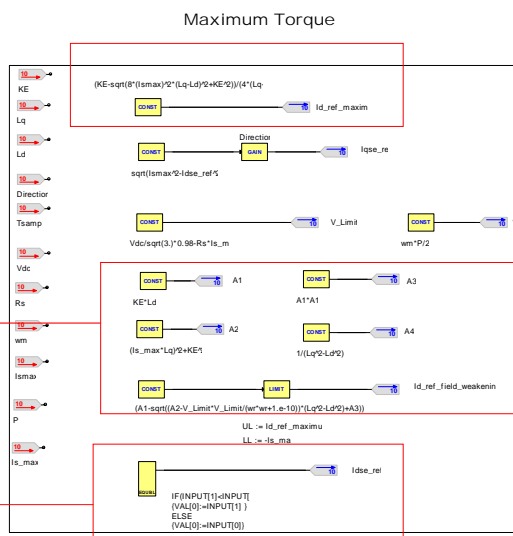 Maximum Torque
(KE-sqrt(8*(Ismax)^2*(Lq-Ld)^2+KE^2))/(4*(Lq-
10
KE
CONST
10
Id_ref_maxim
10
Lq
10
Ld
CONST
Direction
GAIN
10
Iqse_re
sqrt(Ismax^2-Idse_ref^2
10
Direction
10
Tsamp
CONST
10
V_Limit
CONST
Vdc/sqrt(3.)*0.98-Rs*Is_m
wm*P/2
10
Vdc
CONST
10
A1
10
A3
CONST
KE*Ld
A1*A1
10
Rs
10
wm
CONST
10
A2
CONST
10
A4
(Is_max*Lq)^2+KE^
1/(Lq^2-Ld^2)
10
Ismax
CONST
LIMIT
10
Id_ref_field_weakenin
(A1-sqrt((A2-V_Limit*V_Limit/(wr*wr+1.e-10))*(Lq^2-Ld^2)+A3))
10
P
UL := Id_ref_maximu
LL := -Is_ma
10
Is_max
EQUBL
10
Idse_ref
IF(INPUT[1]<INPUT[
{VAL[0]:=INPUT[1] }
ELSE
{VAL[0]:=INPUT[0]}